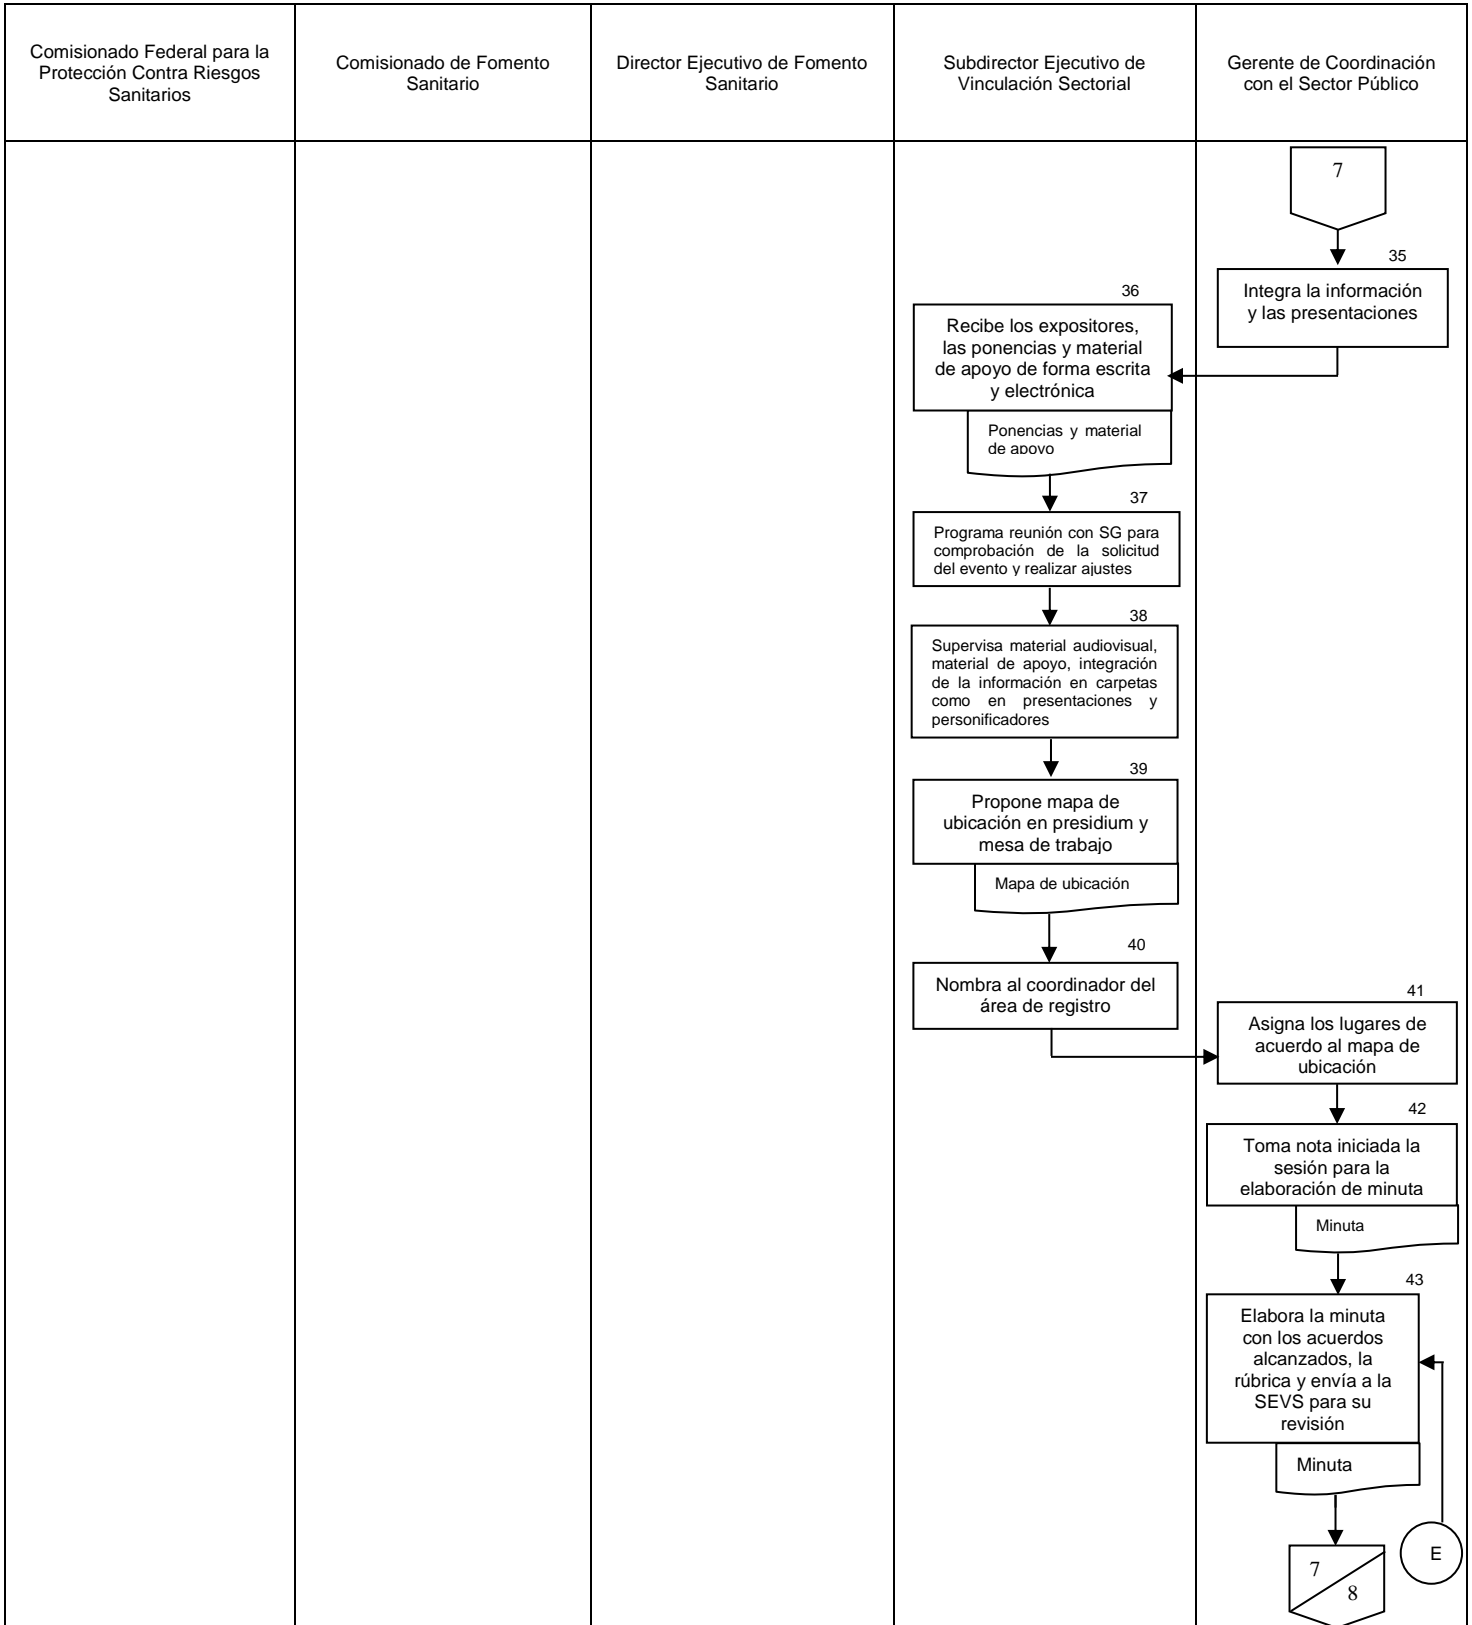 Comisionado Federal para la
Protección Contra Riesgos
Sanitarios
Comisionado de Fomento
Sanitario
Director Ejecutivo de Fomento
Sanitario
Subdirector Ejecutivo de
Vinculación Sectorial
Gerente de Coordinación
con el Sector Público
7
35
Integra la información
y las presentaciones
36
Recibe los expositores,
las ponencias y material
de apoyo de forma escrita
y electrónica
Ponencias y material
de apoyo
37
Programa reunión con SG para
comprobación de la solicitud
del evento y realizar ajustes
38
Supervisa material audiovisual,
material de apoyo, integración
de la información en carpetas
como en presentaciones y
personificadores
39
Propone mapa de
ubicación en presidium y
mesa de trabajo
Mapa de ubicación
40
Nombra al coordinador del
área de registro
41
Asigna los lugares de
acuerdo al mapa de
ubicación
42
Toma nota iniciada la
sesión para la
elaboración de minuta
Minuta
43
Elabora la minuta
con los acuerdos
alcanzados, la
rúbrica y envía a la
SEVS para su
revisión
Minuta
E
7
8